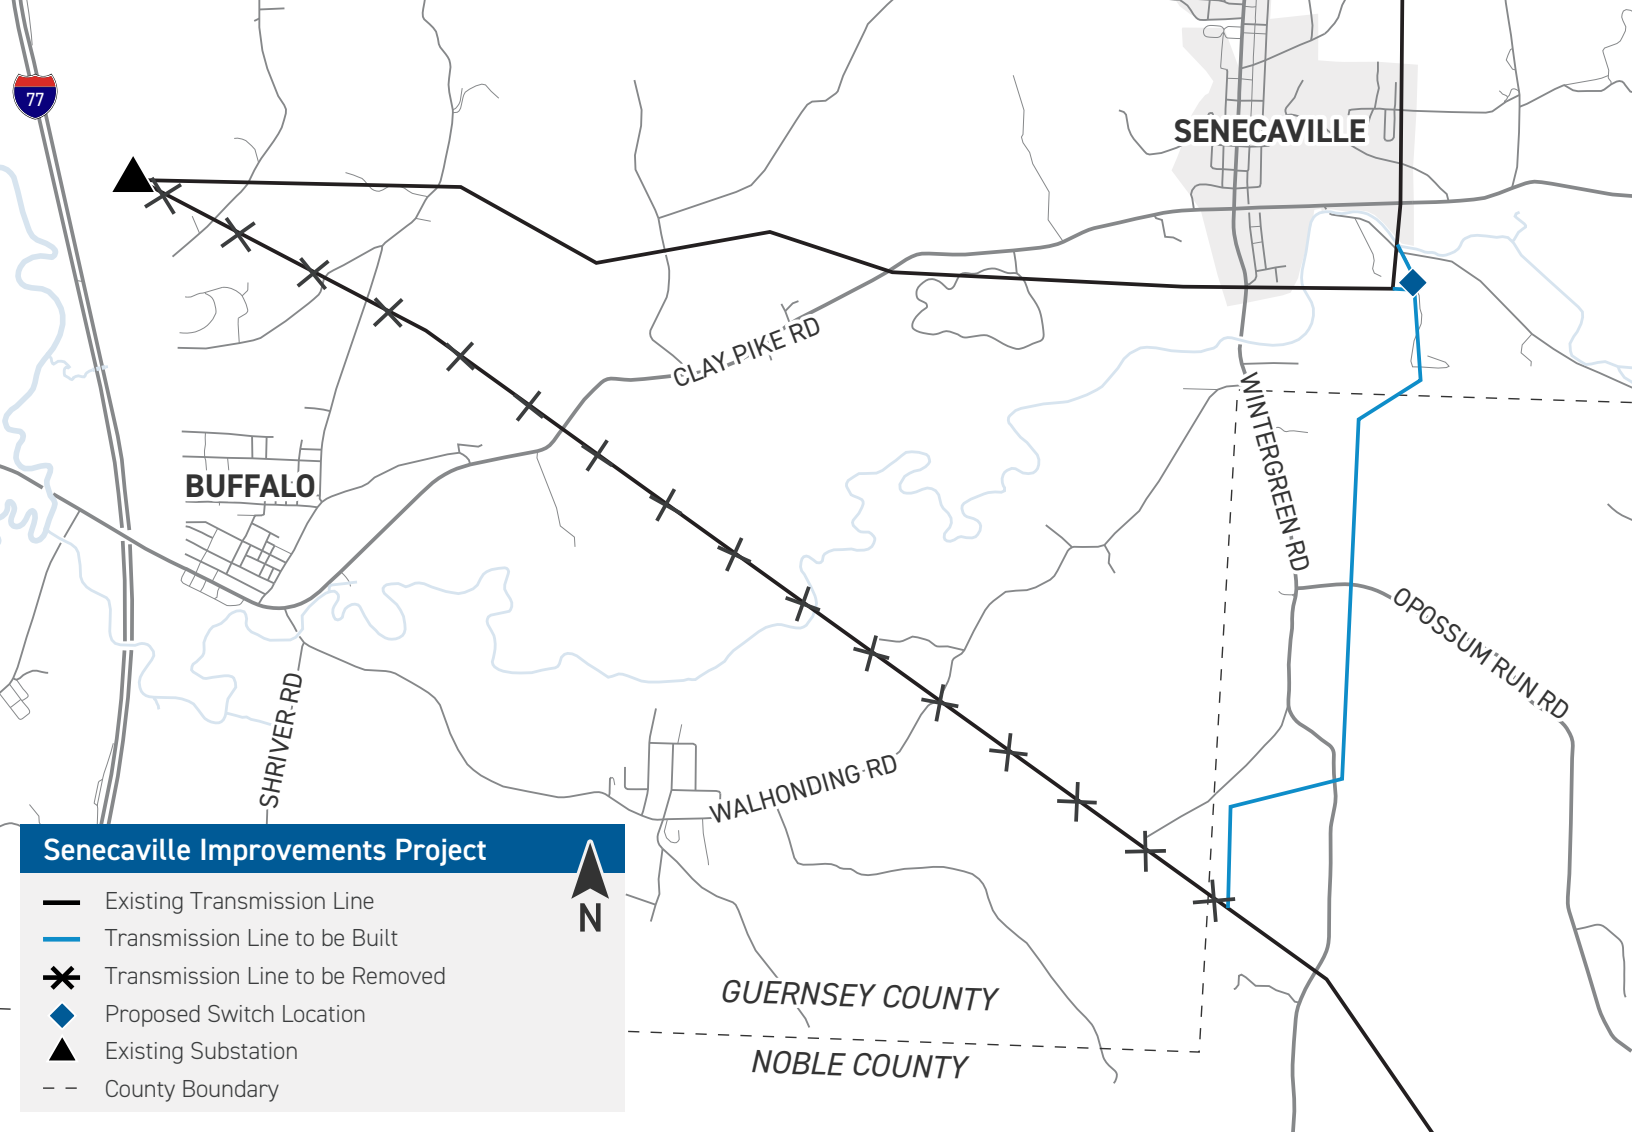 77
SENECAVILLE
CLAY PIKE RD
WINTERGREEN RD
BUFFALO
OPOSSUM RUN RD
SHRIVER RD
WALHONDING RD
GUERNSEY COUNTY
NOBLE COUNTY
Senecaville Improvements Project
N
Existing Transmission Line
Transmission Line to be Built
Transmission Line to be Removed
Proposed Switch Location
Existing Substation
County Boundary